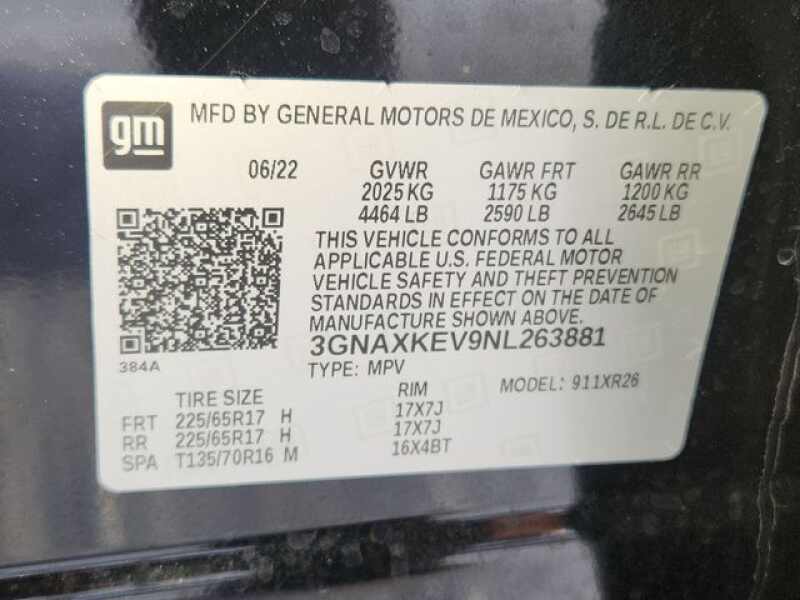 gm
MFD BY GENERAL MOTORS DE MEXICO, S. DE R.L. DE C.V.
06/22 GVWR GAWR FRT GAWR RR
2025 KG 1175 KG 1200 KG
4464 LB 2590 LB 2645 LB
THIS VEHICLE CONFORMS TO ALL
APPLICABLE U.S. FEDERAL MOTOR
VEHICLE SAFETY AND THEFT PREVENTION
STANDARDS IN EFFECT ON THE DATE OF
MANUFACTURE SHOWN ABOVE.
3GNAXKEV9NL263881
384A
TYPE: MPV MODEL: 911XR26
TIRE SIZE RIM
FRT 225/65R17 H 17X7J
RR 225/65R17 H 17X7J
SPA T135/70R16 M 16X4BT